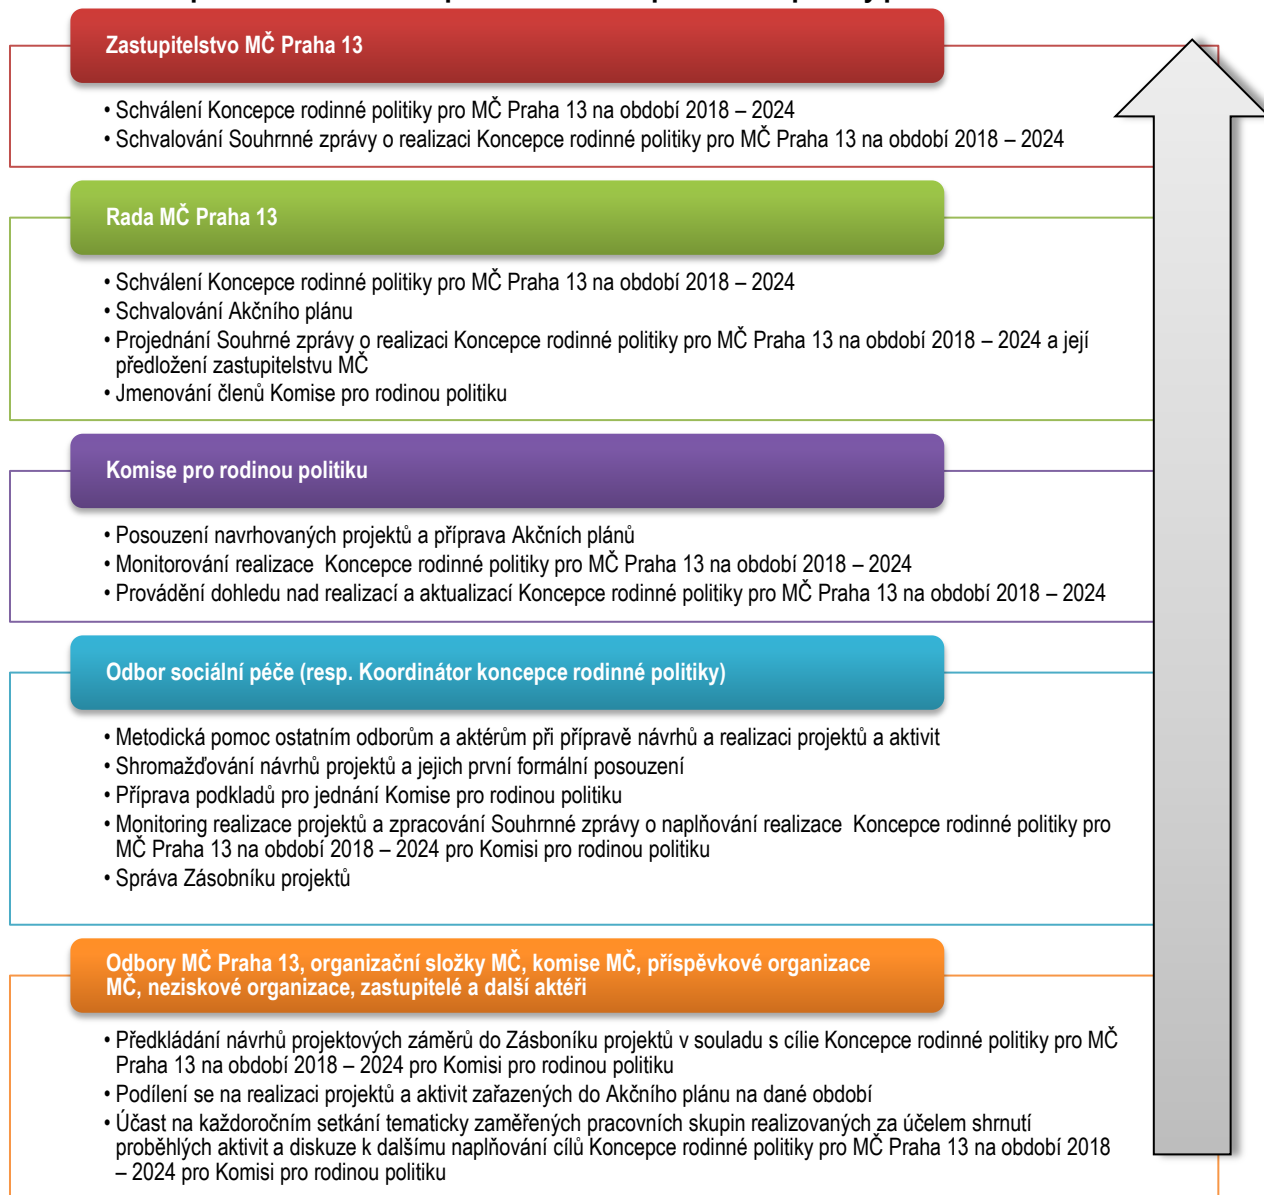 Zastupitelstvo MČ Praha 13
• Schválení Koncepce rodinné politiky pro MČ Praha 13 na období 2018 – 2024
• Schvalování Souhrnné zprávy o realizaci Koncepce rodinné politiky pro MČ Praha 13 na období 2018 – 2024
Rada MČ Praha 13
• Schválení Koncepce rodinné politiky pro MČ Praha 13 na období 2018 – 2024
• Schvalování Akčního plánu
• Projednání Souhrné zprávy o realizaci Koncepce rodinné politiky pro MČ Praha 13 na období 2018 – 2024 a její
předložení zastupitelstvu MČ
• Jmenování členů Komise pro rodinou politiku
Komise pro rodinou politiku
• Posouzení navrhovaných projektů a příprava Akčních plánů
• Monitorování realizace  Koncepce rodinné politiky pro MČ Praha 13 na období 2018 – 2024
• Provádění dohledu nad realizací a aktualizací Koncepce rodinné politiky pro MČ Praha 13 na období 2018 – 2024
Odbor sociální péče (resp. Koordinátor koncepce rodinné politiky)
• Metodická pomoc ostatním odborům a aktérům při přípravě návrhů a realizaci projektů a aktivit
• Shromažďování návrhů projektů a jejich první formální posouzení
• Příprava podkladů pro jednání Komise pro rodinou politiku
• Monitoring realizace projektů a zpracování Souhrnné zprávy o naplňování realizace  Koncepce rodinné politiky pro
MČ Praha 13 na období 2018 – 2024 pro Komisi pro rodinou politiku
• Správa Zásobníku projektů
Odbory MČ Praha 13, organizační složky MČ, komise MČ, příspěvkové organizace
MČ, neziskové organizace, zastupitelé a další aktéři
• Předkládání návrhů projektových záměrů do Zásboníku projektů v souladu s cílie Koncepce rodinné politiky pro MČ
Praha 13 na období 2018 – 2024 pro Komisi pro rodinou politiku
• Podílení se na realizaci projektů a aktivit zařazených do Akčního plánu na dané období
• Účast na každoročním setkání tematicky zaměřených pracovních skupin realizovaných za účelem shrnutí
proběhlých aktivit a diskuze k dalšímu naplňování cílů Koncepce rodinné politiky pro MČ Praha 13 na období 2018
– 2024 pro Komisi pro rodinou politiku